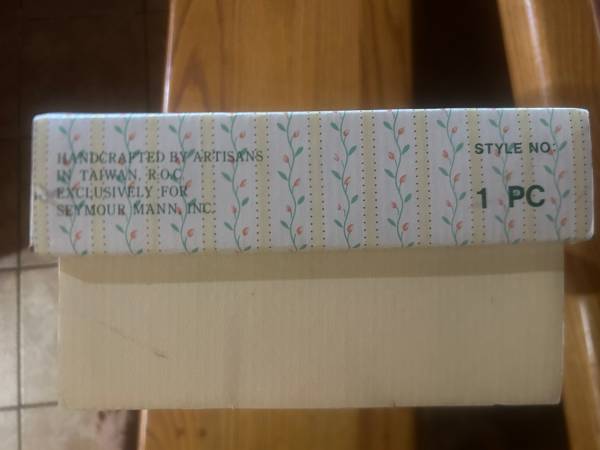 HANDCRAFTED BY ARTISANS
IN TAIWAN, R.O.C.
EXCLUSIVELY FOR
SEYMOUR MANN, INC.
STYLE NO:
1 PC